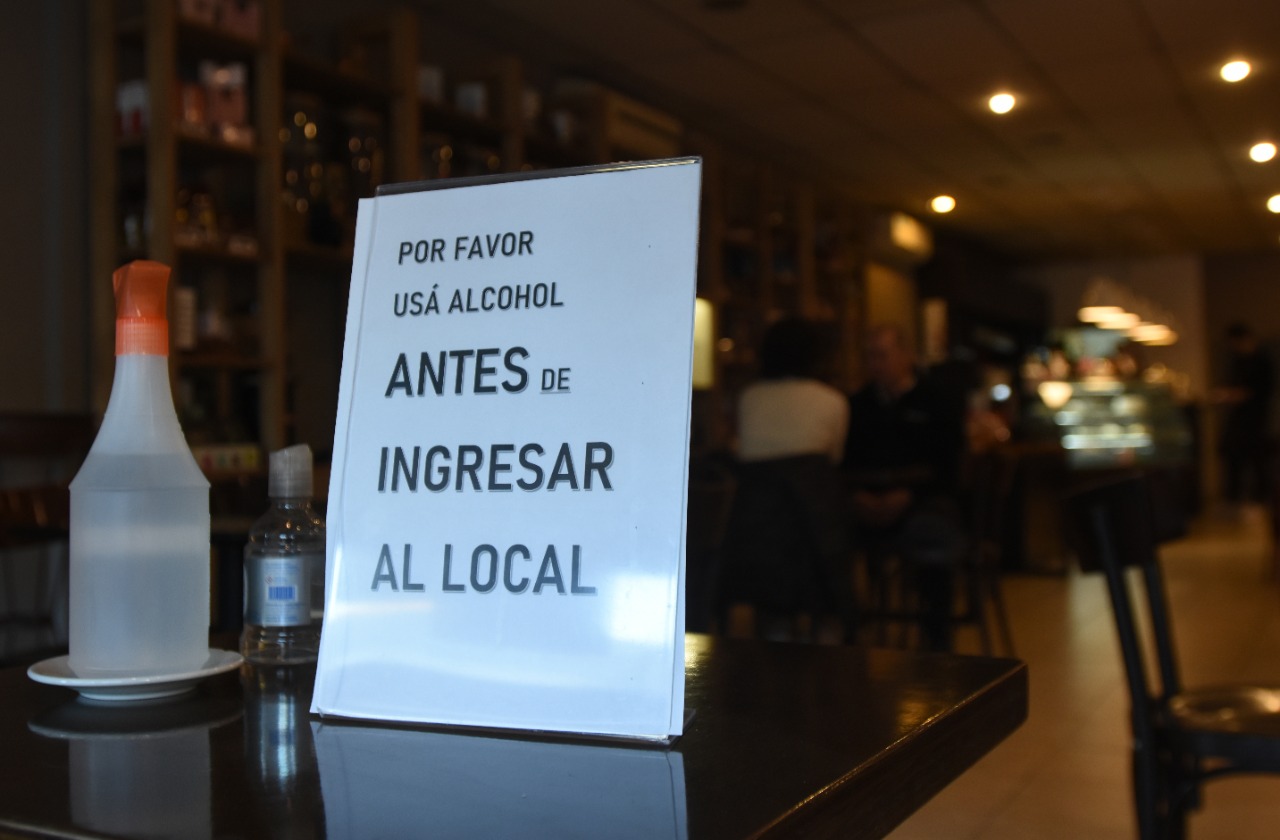 POR FAVOR
USÁ ALCOHOL
ANTES DE
INGRESAR
AL LOCAL